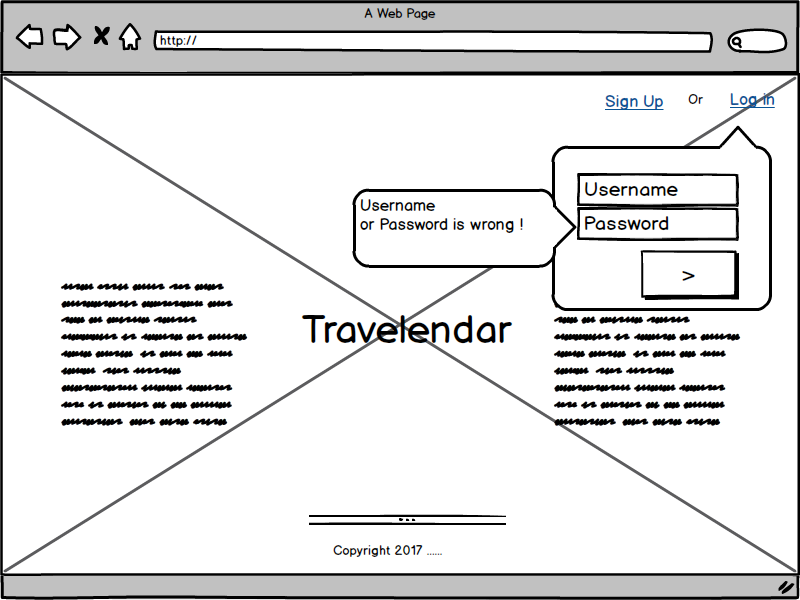 A Web Page
http://
Sign Up Or Log in
Username
Password
>
Username
or Password is wrong !
Travelendar
Copyright 2017 ......